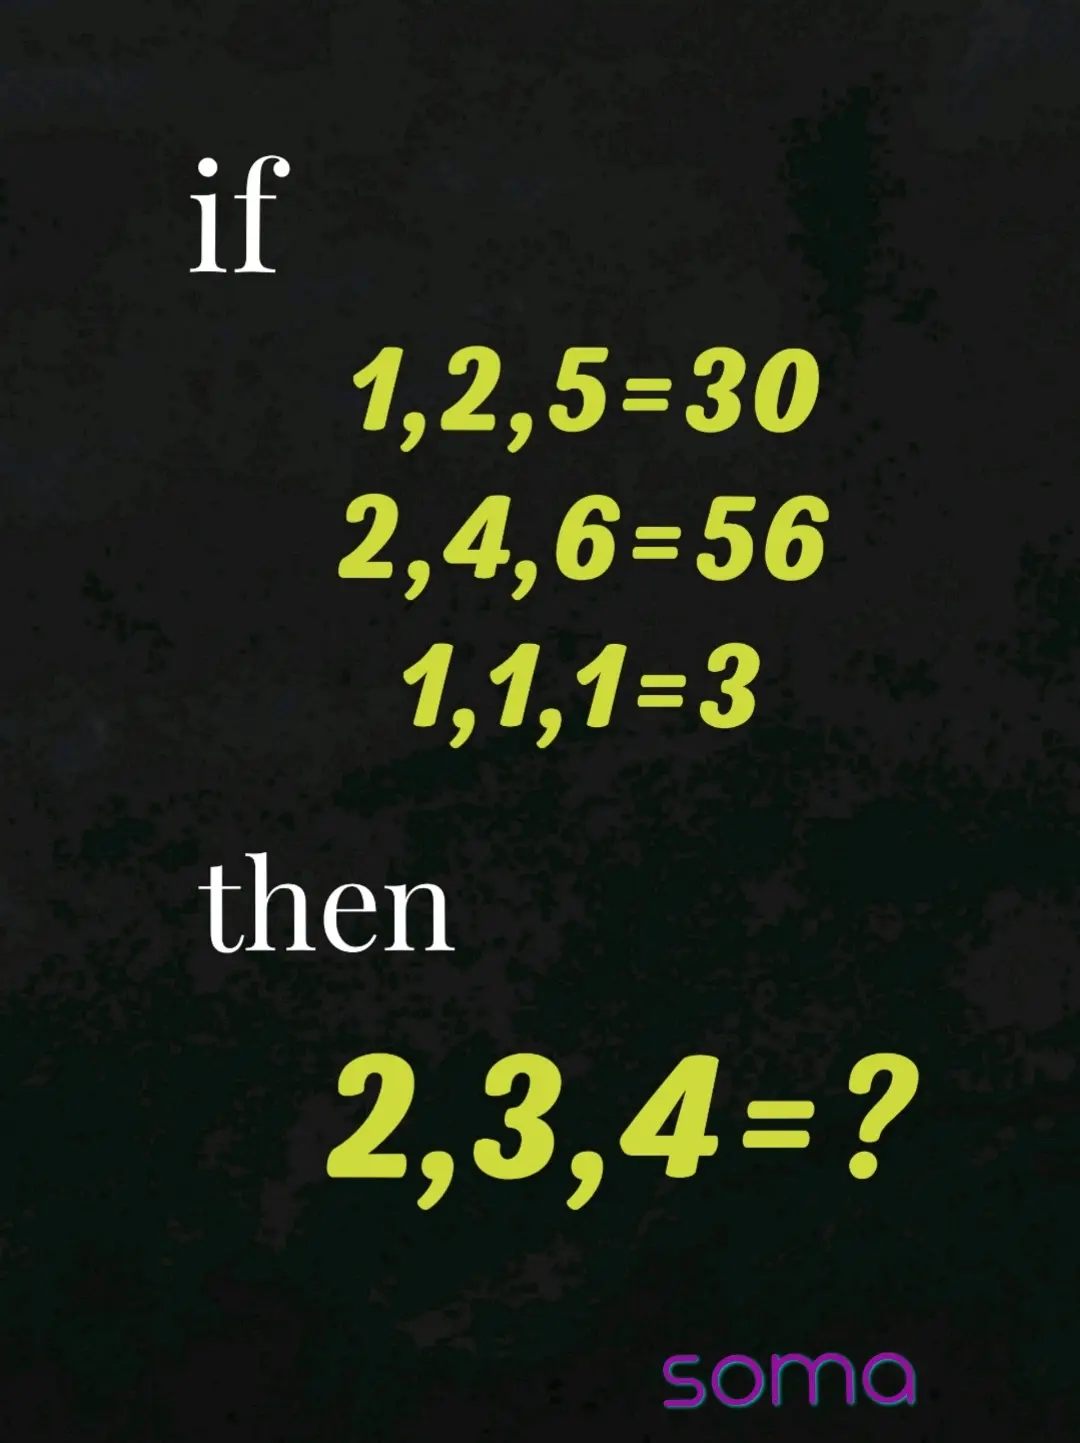 if
1,2,5=30
2,4,6=56
1,1,1=3
then
2,3,4=?
soma